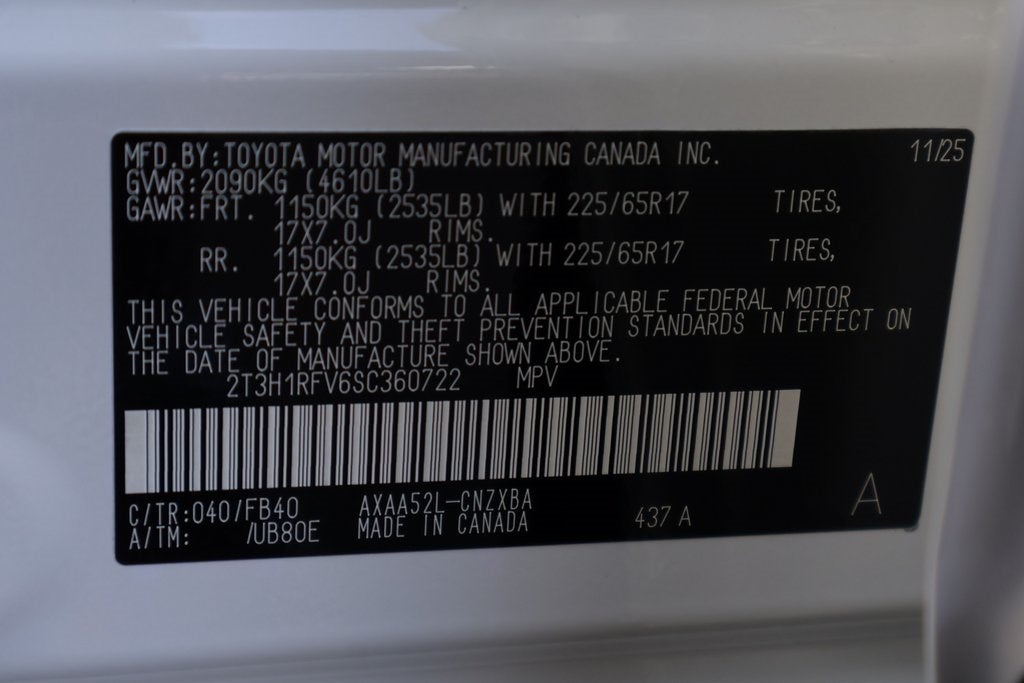 MFD.BY:TOYOTA MOTOR MANUFACTURING CANADA INC. 11/25
GVWR:2090KG (4610LB)
GAWR:FRT. 1150KG (2535LB) WITH 225/65R17 TIRES,
17X7.0J RIMS.
RR. 1150KG (2535LB) WITH 225/65R17 TIRES,
17X7.0J RIMS.
THIS VEHICLE CONFORMS TO ALL APPLICABLE FEDERAL MOTOR
VEHICLE SAFETY AND THEFT PREVENTION STANDARDS IN EFFECT ON
THE DATE OF MANUFACTURE SHOWN ABOVE.
2T3H1RFV6SC360722 MPV
C/TR:040/FB40 AXAA52L-CNZXBA
A/TM: /UB80E MADE IN CANADA 437 A
A